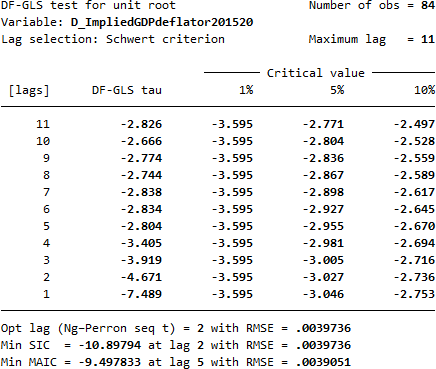 DF-GLS test for unit root Number of obs = 84
Variable: D_ImpliedGDPdeflator201520
Lag selection: Schwert criterion Maximum lag = 11
Critical value
[lags] DF-GLS tau 1% 5% 10%
11 -2.826 -3.595 -2.771 -2.497
10 -2.666 -3.595 -2.804 -2.528
9 -2.774 -3.595 -2.836 -2.559
8 -2.744 -3.595 -2.867 -2.589
7 -2.838 -3.595 -2.898 -2.617
6 -2.834 -3.595 -2.927 -2.645
5 -2.804 -3.595 -2.955 -2.670
4 -3.405 -3.595 -2.981 -2.694
3 -3.919 -3.595 -3.005 -2.716
2 -4.671 -3.595 -3.027 -2.736
1 -7.489 -3.595 -3.046 -2.753
Opt lag (Ng–Perron seq t) = 2 with RMSE = .0039736
Min SIC = -10.89794 at lag 2 with RMSE = .0039736
Min MAIC = -9.497833 at lag 5 with RMSE = .0039051